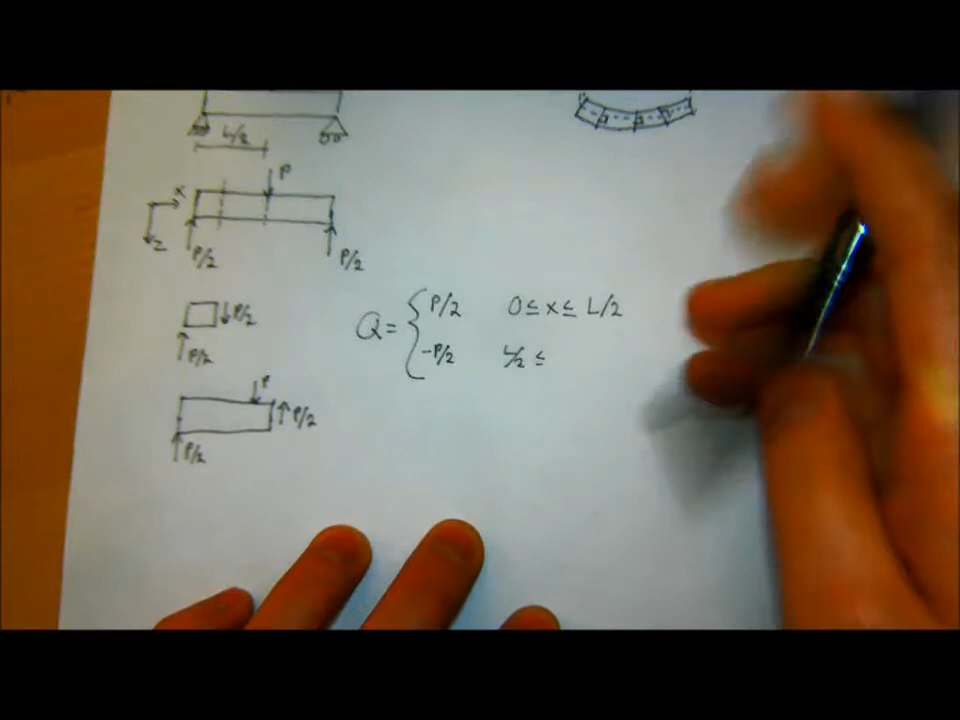 L/2
P
x
z
P/2
P/2
P/2
P/2
Q= { P/2 0 ≤ x ≤ L/2
-P/2 L/2 ≤
P
P/2
P/2